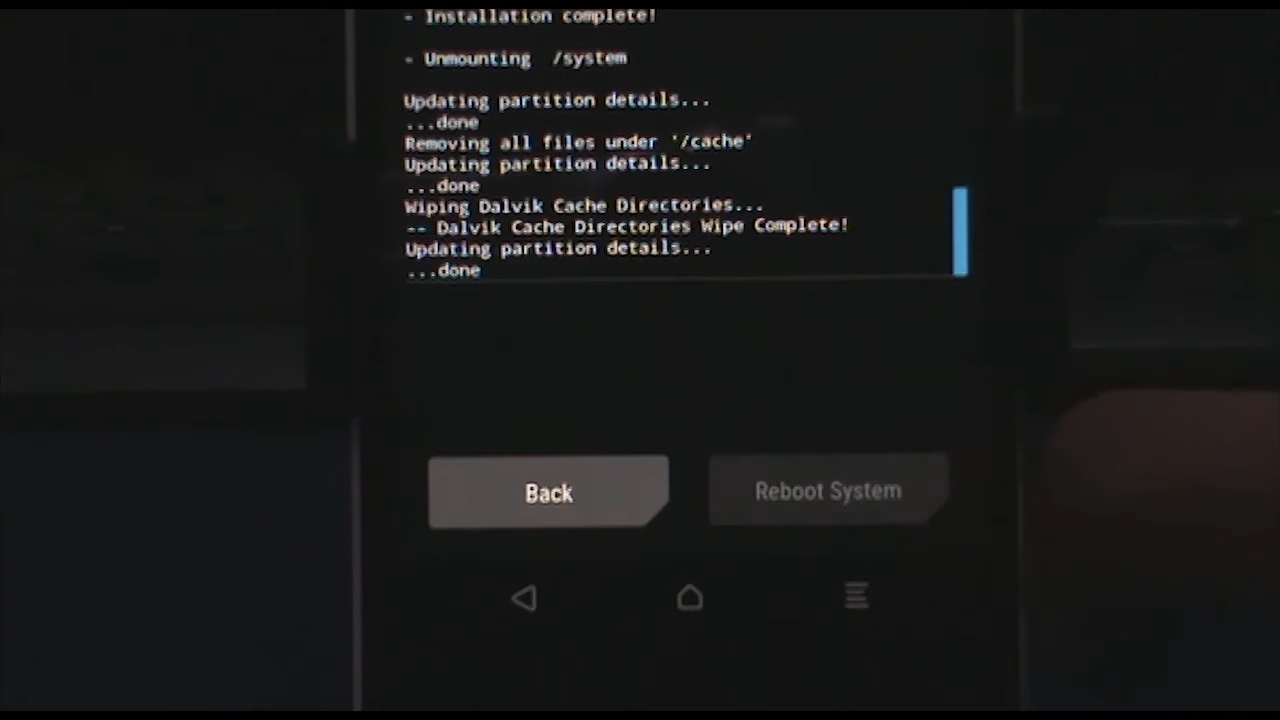 - Installation complete!
- Unmounting /system
Updating partition details...
...done
Removing all files under '/cache'
Updating partition details...
...done
Wiping Dalvik Cache Directories...
-- Dalvik Cache Directories Wipe Complete!
Updating partition details...
...done
Back
Reboot System